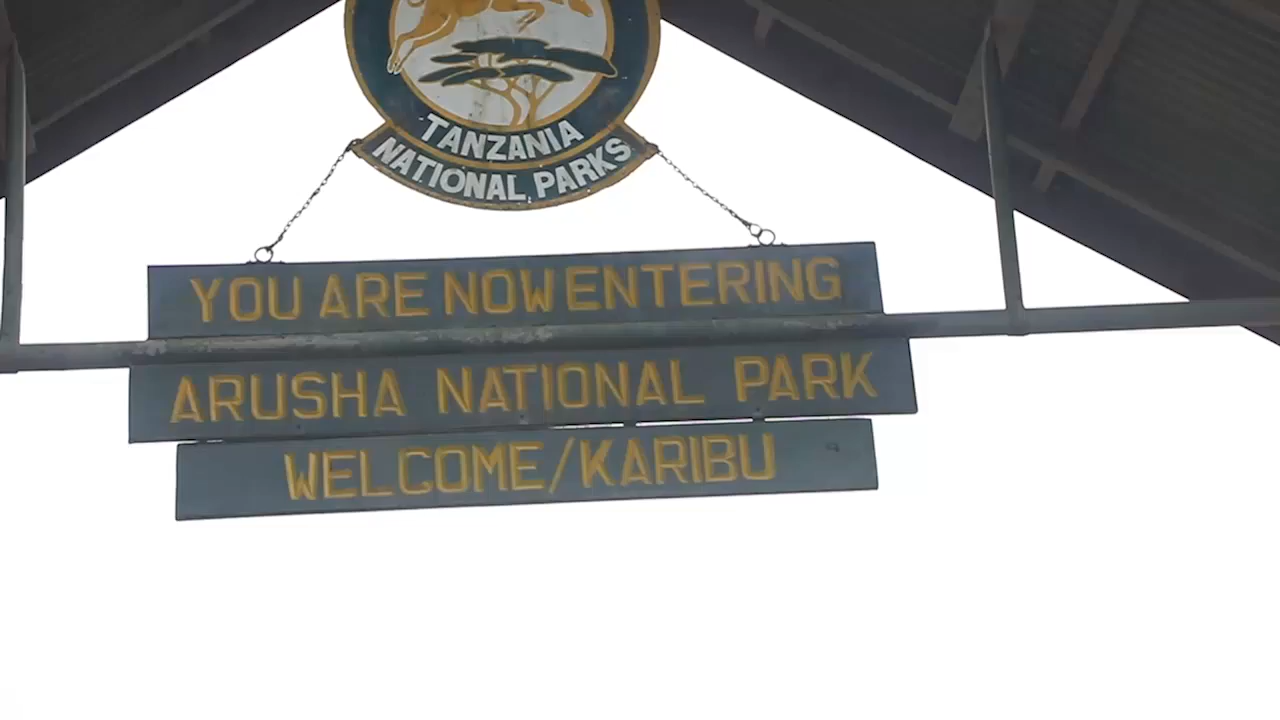 TANZANIA
NATIONAL PARKS
YOU ARE NOW ENTERING
ARUSHA NATIONAL PARK
WELCOME/KARIBU